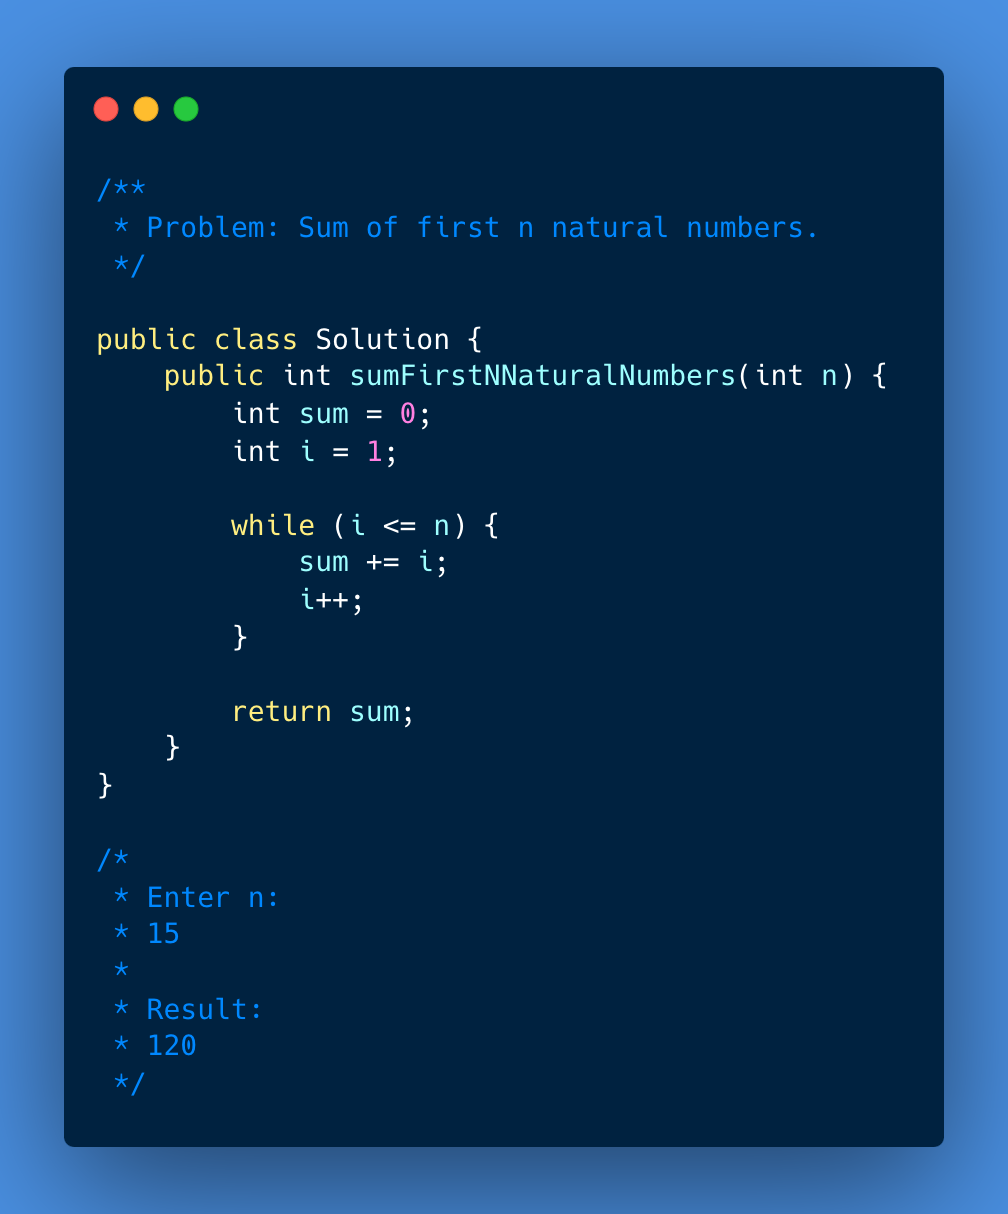 /**
 * Problem: Sum of first n natural numbers.
 */

public class Solution {
    public int sumFirstNNaturalNumbers(int n) {
        int sum = 0;
        int i = 1;

        while (i <= n) {
            sum += i;
            i++;
        }

        return sum;
    }
}

/*
 * Enter n:
 * 15
 *
 * Result:
 * 120
 */